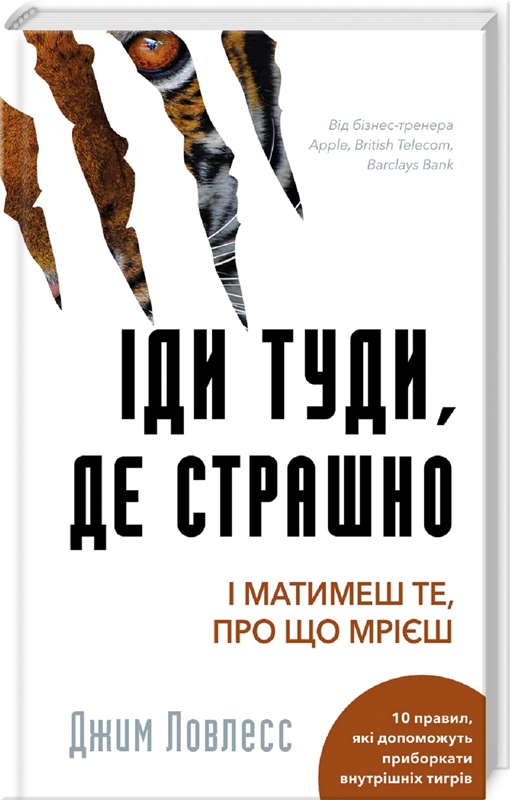 Від бізнес-тренера
Apple, British Telecom,
Barclays Bank
ІДИ ТУДИ,
ДЕ СТРАШНО
І МАТИМЕШ ТЕ,
ПРО ЩО МРІЄШ
Джим Ловлесс
10 правил,
які допоможуть
приборкати
внутрішніх тигрів